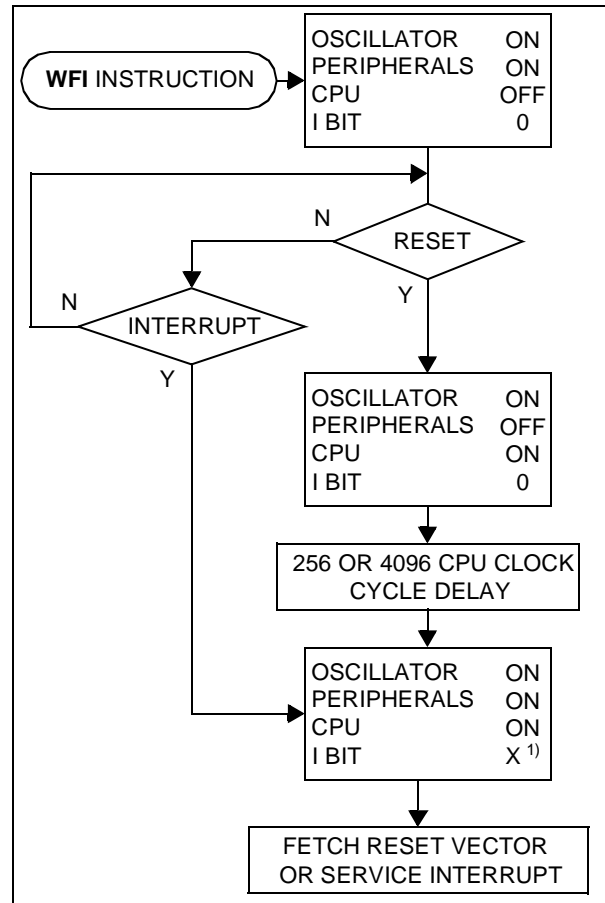 WFI INSTRUCTION
OSCILLATOR ON
PERIPHERALS ON
CPU OFF
I BIT 0
N
RESET
Y
N
INTERRUPT
Y
OSCILLATOR ON
PERIPHERALS OFF
CPU ON
I BIT 0
256 OR 4096 CPU CLOCK
CYCLE DELAY
OSCILLATOR ON
PERIPHERALS ON
CPU ON
I BIT X 1)
FETCH RESET VECTOR
OR SERVICE INTERRUPT